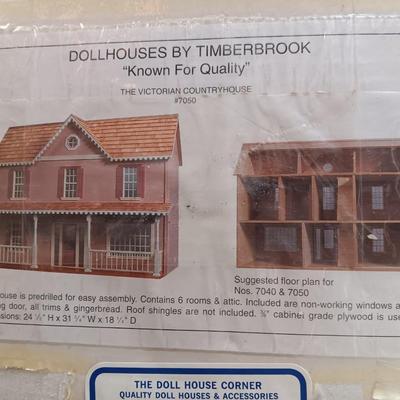 DOLLHOUSES BY TIMBERBROOK
"Known For Quality"
THE VICTORIAN COUNTRYHOUSE
#7050
Suggested floor plan for
Nos. 7040 & 7050
ouse is predrilled for easy assembly. Contains 6 rooms & attic. Included are non-working windows a
ng door, all trims & gingerbread. Roof shingles are not included. ⅜" cabinet grade plywood is use
sions: 24 ½" H x 31 ¼" W x 18 ¼" D
THE DOLL HOUSE CORNER
QUALITY DOLL HOUSES & ACCESSORIES